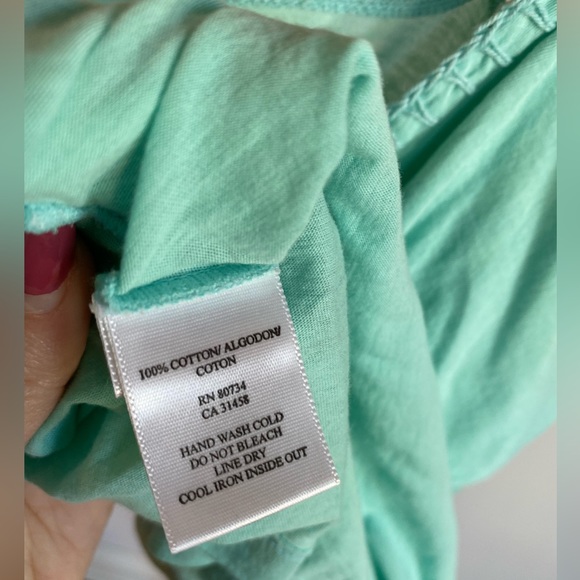 100% COTTON/ ALGODON/
COTON
RN 80734
CA 31458
HAND WASH COLD
DO NOT BLEACH
LINE DRY
COOL IRON INSIDE OUT